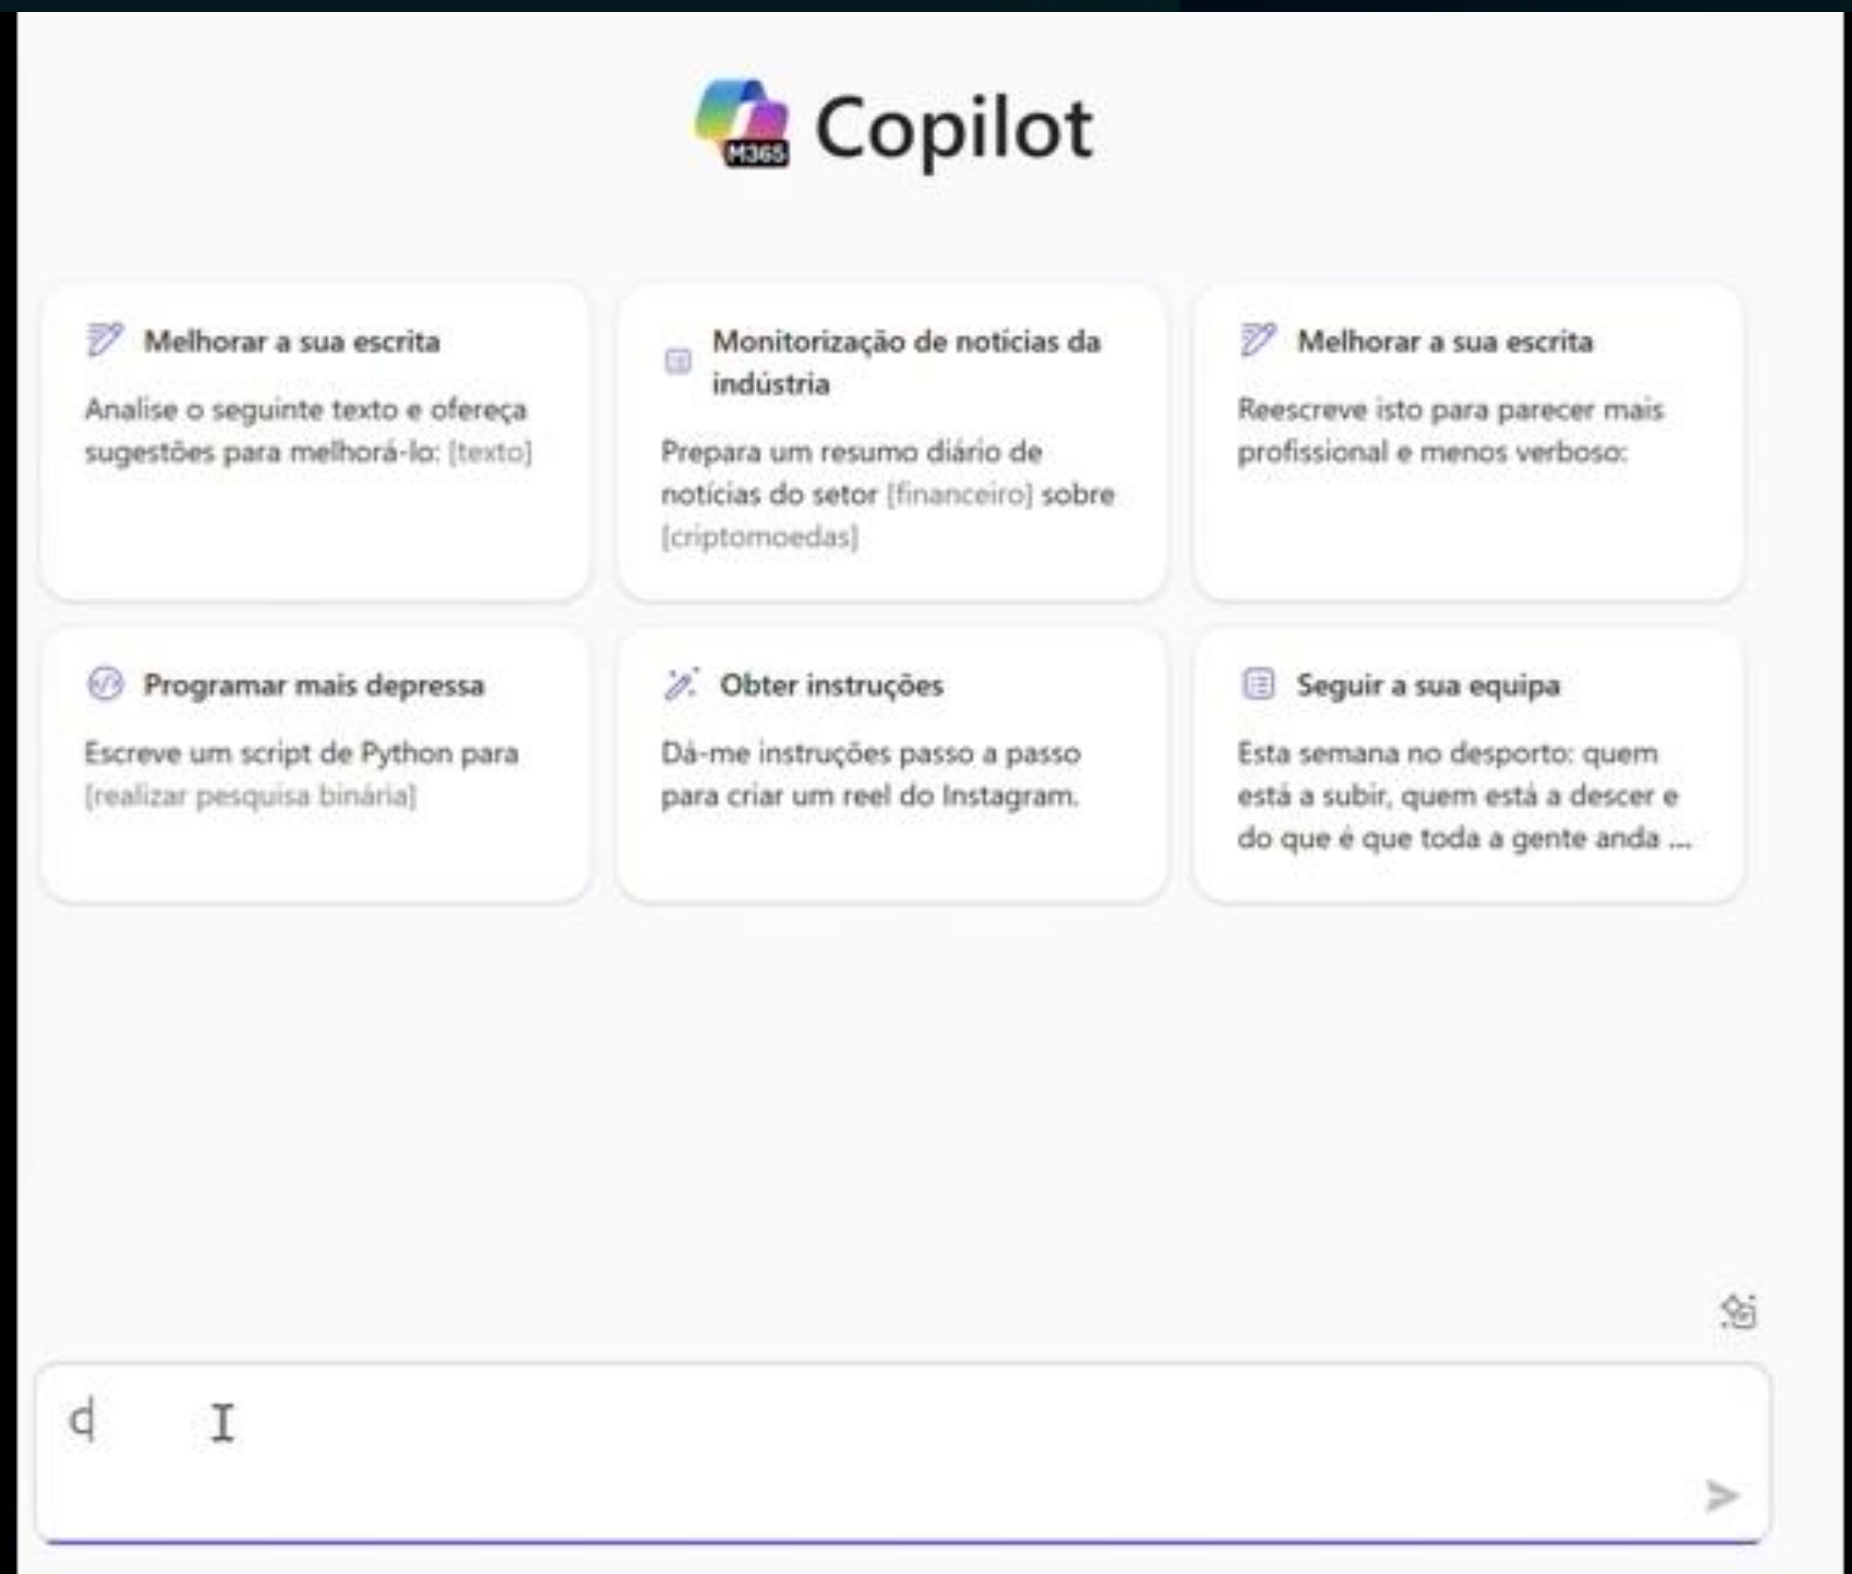 M365
Copilot
Melhorar a sua escrita
Analise o seguinte texto e ofereça
sugestões para melhorá-lo: [texto]
Monitorização de notícias da
indústria
Prepara um resumo diário de
notícias do setor [financeiro] sobre
[criptomoedas]
Melhorar a sua escrita
Reescreve isto para parecer mais
profissional e menos verboso:
Programar mais depressa
Escreve um script de Python para
[realizar pesquisa binária]
Obter instruções
Dá-me instruções passo a passo
para criar um reel do Instagram.
Seguir a sua equipa
Esta semana no desporto: quem
está a subir, quem está a descer e
do que é que toda a gente anda ...